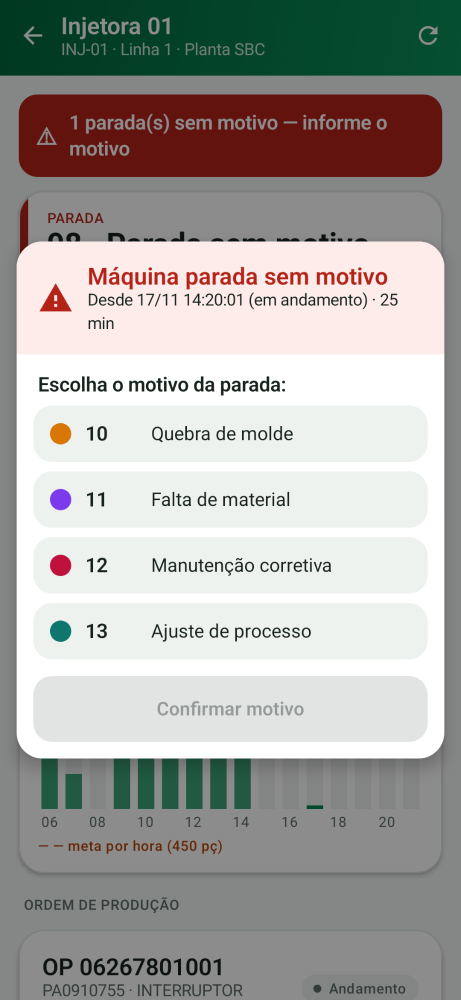 Injetora 01
INJ-01 · Linha 1 · Planta SBC
1 parada(s) sem motivo — informe o
motivo
PARADA
Máquina parada sem motivo
Desde 17/11 14:20:01 (em andamento) · 25
min
Escolha o motivo da parada:
10 Quebra de molde
11 Falta de material
12 Manutenção corretiva
13 Ajuste de processo
Confirmar motivo
06 08 10 12 14 16 18 20
— — meta por hora (450 pç)
ORDEM DE PRODUÇÃO
OP 06267801001
PA0910755 · INTERRUPTOR
Andamento